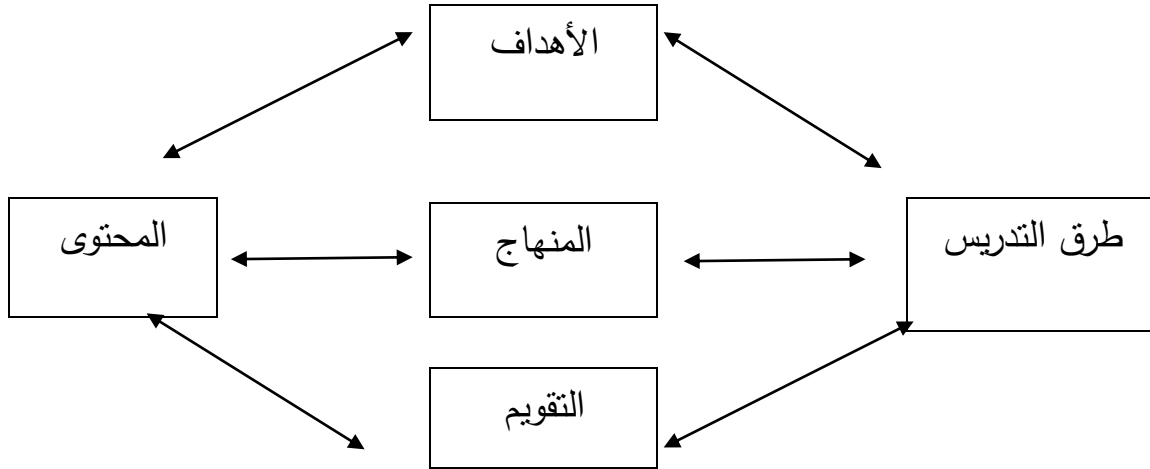 الأهداف
طرق التدريس
المنهاج
المحتوى
التقويم